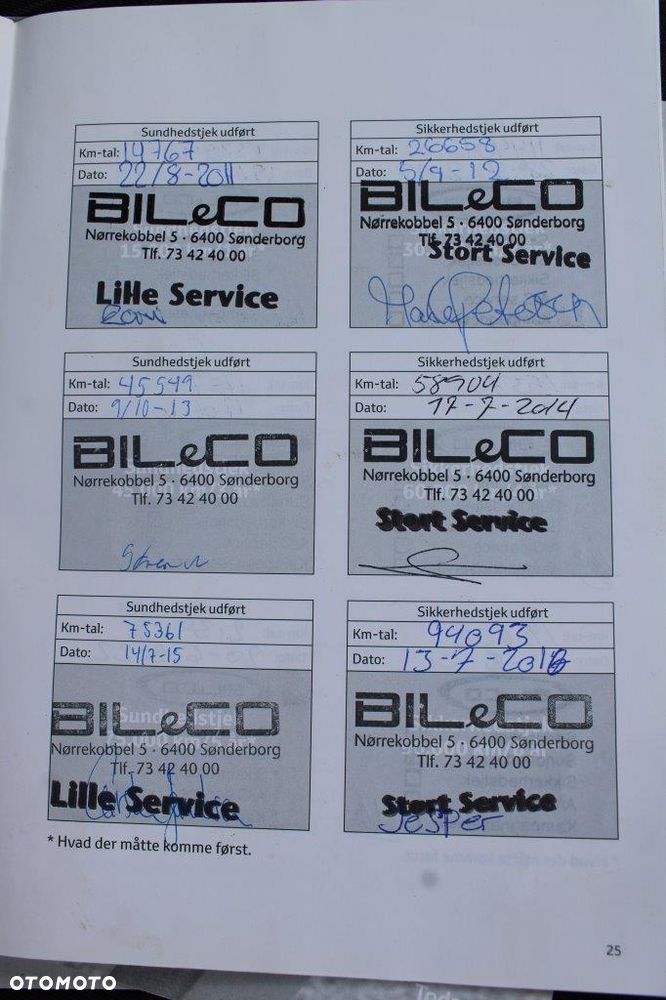 Sundhedstjek udført
Km-tal: 14767
Dato: 22/8-2011
BILeCO
Nørrekobbel 5 · 6400 Sønderborg
Tlf. 73 42 40 00
Lille Service
Sikkerhedstjek udført
Km-tal: 26658
Dato: 5/9-12
BILeCO
Nørrekobbel 5 · 6400 Sønderborg
Tlf. 73 42 40 00
Stort Service
Sundhedstjek udført
Km-tal: 45549
Dato: 9/10-13
BILeCO
Nørrekobbel 5 · 6400 Sønderborg
Tlf. 73 42 40 00
Sikkerhedstjek udført
Km-tal: 58904
Dato: 17-7-2014
BILeCO
Nørrekobbel 5 · 6400 Sønderborg
Tlf. 73 42 40 00
Stort Service
Sundhedstjek udført
Km-tal: 75361
Dato: 14/7-15
BILeCO
Nørrekobbel 5 · 6400 Sønderborg
Tlf. 73 42 40 00
Lille Service
Sikkerhedstjek udført
Km-tal: 94093
Dato: 13-7-2016
BILeCO
Nørrekobbel 5 · 6400 Sønderborg
Tlf. 73 42 40 00
Stort Service
Jesper
* Hvad der måtte komme først.
25
OTOMOTO